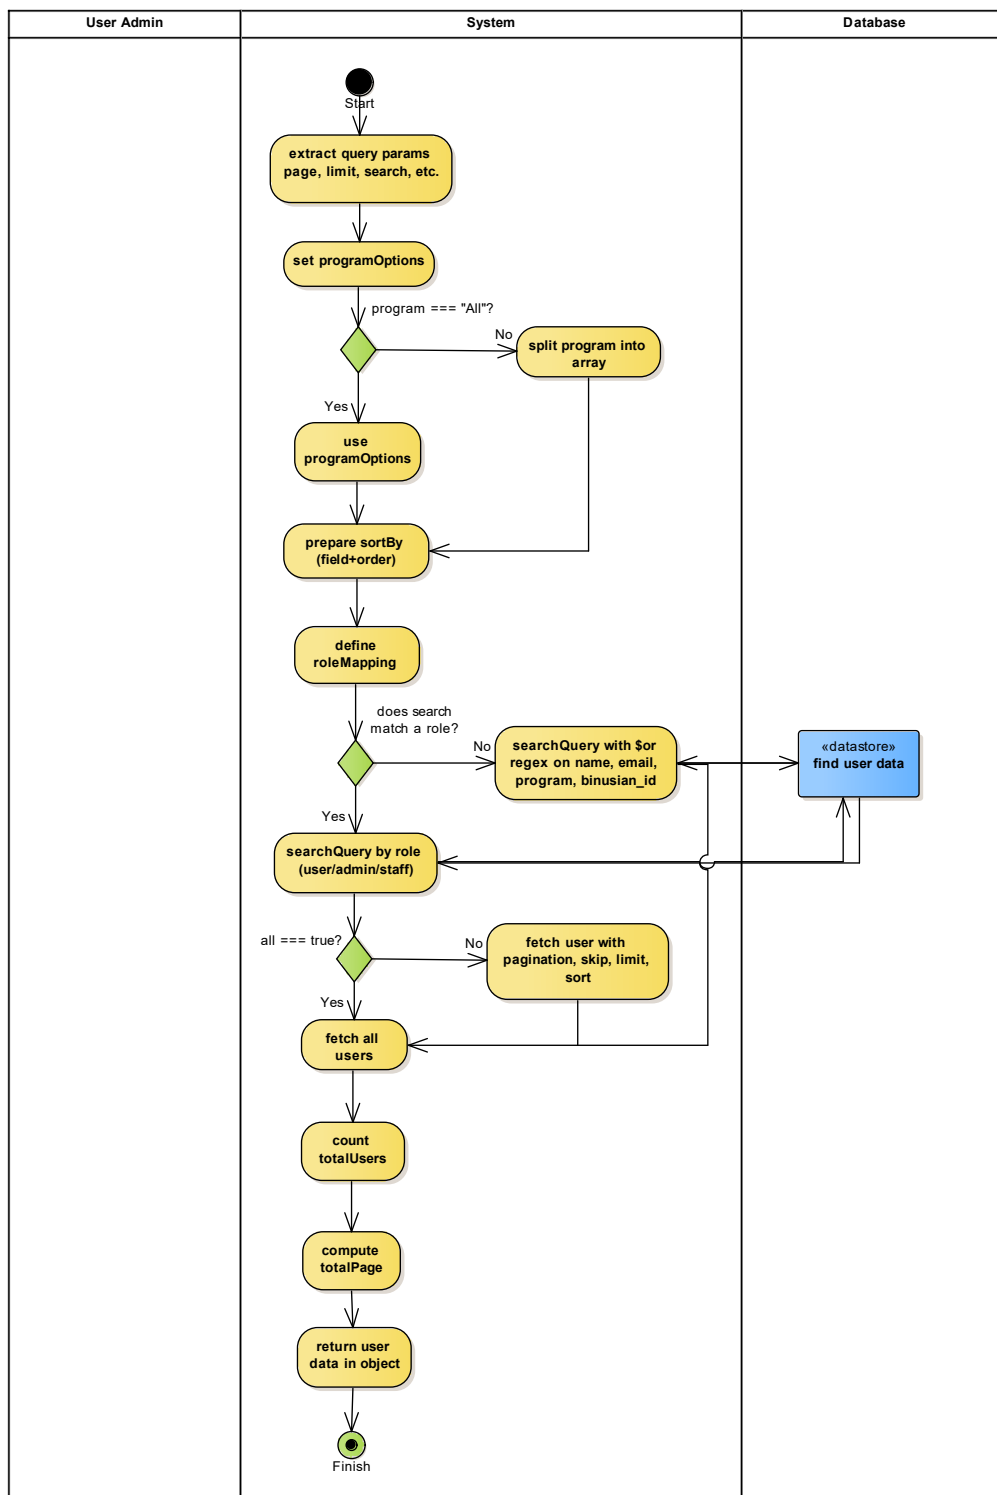 User Admin
System
Database
Start
extract query params
page, limit, search, etc.
set programOptions
program === "All"?
No
split program into
array
Yes
use
programOptions
prepare sortBy
(field+order)
define
roleMapping
does search
match a role?
No
searchQuery with $or
regex on name, email,
program, binusian_id
«datastore»
find user data
Yes
searchQuery by role
(user/admin/staff)
all === true?
No
fetch user with
pagination, skip, limit,
sort
Yes
fetch all
users
count
totalUsers
compute
totalPage
return user
data in object
Finish